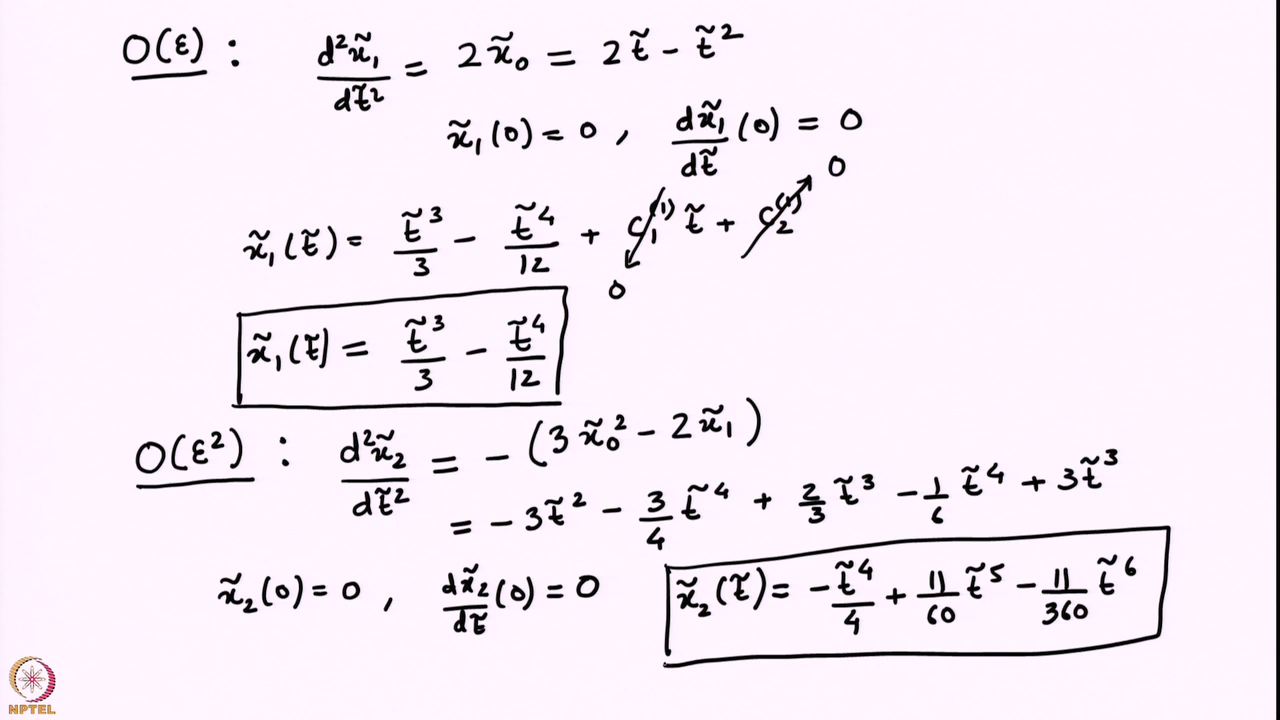 O(ε) : d²x̃₁/dt̃² = 2x̃₀ = 2t̃ - t̃²
x̃₁(0) = 0 , dx̃₁/dt̃ (0) = 0
x̃₁(t̃) = t̃³/3 - t̃⁴/12 + C₁⁽¹⁾ t̃ + C₂⁽¹⁾ 0
0
x̃₁(t̃) = t̃³/3 - t̃⁴/12
O(ε²) : d²x̃₂/dt̃² = - (3x̃₀² - 2x̃₁)
= - 3t̃² - 3/4 t̃⁴ + 2/3 t̃³ - 1/6 t̃⁴ + 3t̃³
x̃₂(0) = 0 , dx̃₂/dt̃ (0) = 0
x̃₂(t̃) = - t̃⁴/4 + 11/60 t̃⁵ - 11/360 t̃⁶
NPTEL